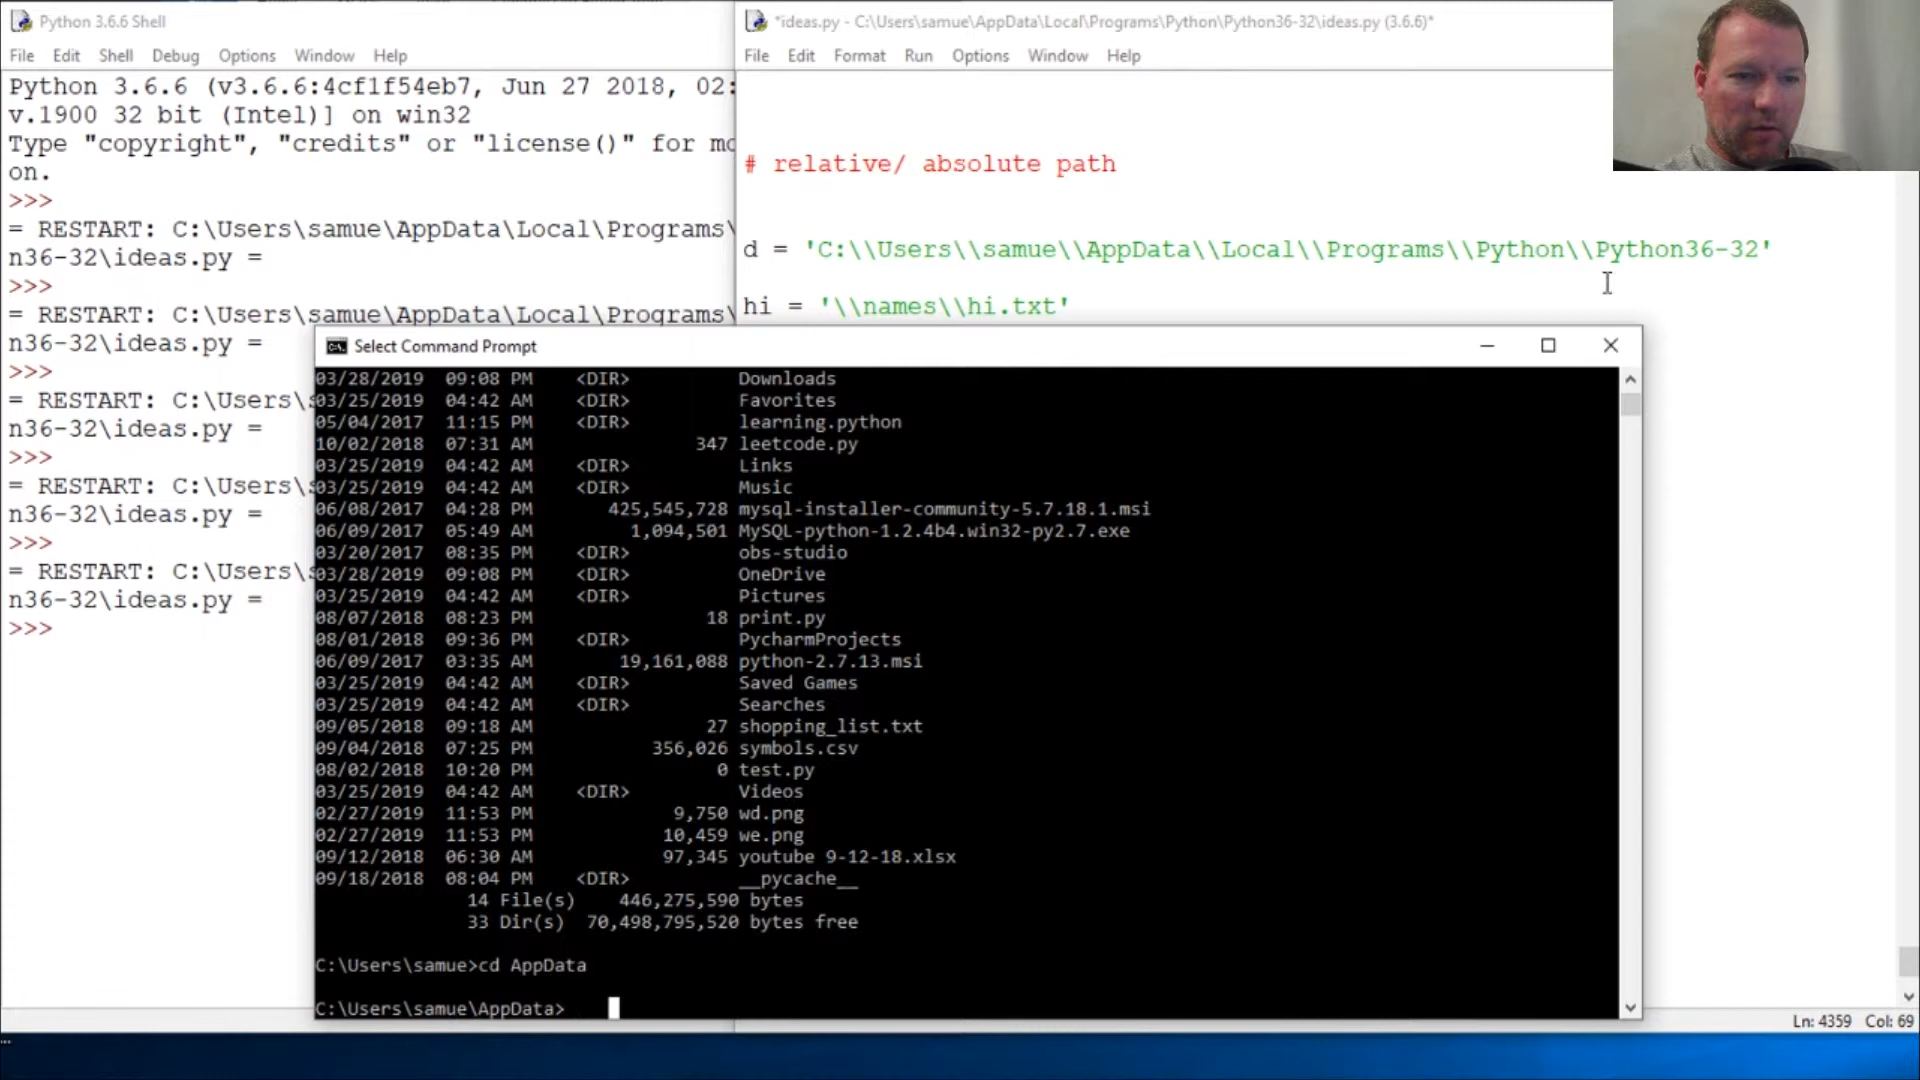 Python 3.6.6 Shell
File Edit Shell Debug Options Window Help
Python 3.6.6 (v3.6.6:4cf1f54eb7, Jun 27 2018, 02:
v.1900 32 bit (Intel)] on win32
Type "copyright", "credits" or "license()" for mo
on.
>>>
= RESTART: C:\Users\samue\AppData\Local\Programs\
n36-32\ideas.py =
>>>
= RESTART: C:\Users\samue\AppData\Local\Programs\
n36-32\ideas.py =
>>>
= RESTART: C:\Users\s
n36-32\ideas.py =
>>>
= RESTART: C:\Users\s
n36-32\ideas.py =
>>>
= RESTART: C:\Users\s
n36-32\ideas.py =
>>>
*ideas.py - C:\Users\samue\AppData\Local\Programs\Python\Python36-32\ideas.py (3.6.6)*
File Edit Format Run Options Window Help
# relative/ absolute path
d = 'C:\\Users\\samue\\AppData\\Local\\Programs\\Python\\Python36-32'
hi = '\\names\\hi.txt'
Select Command Prompt
03/28/2019 09:08 PM <DIR> Downloads
03/25/2019 04:42 AM <DIR> Favorites
05/04/2017 11:15 PM <DIR> learning.python
10/02/2018 07:31 AM 347 leetcode.py
03/25/2019 04:42 AM <DIR> Links
03/25/2019 04:42 AM <DIR> Music
06/08/2017 04:28 PM 425,545,728 mysql-installer-community-5.7.18.1.msi
06/09/2017 05:49 AM 1,094,501 MySQL-python-1.2.4b4.win32-py2.7.exe
03/20/2017 08:35 PM <DIR> obs-studio
03/28/2019 09:08 PM <DIR> OneDrive
03/25/2019 04:42 AM <DIR> Pictures
08/07/2018 08:23 PM 18 print.py
08/01/2018 09:36 PM <DIR> PycharmProjects
06/09/2017 03:35 AM 19,161,088 python-2.7.13.msi
03/25/2019 04:42 AM <DIR> Saved Games
03/25/2019 04:42 AM <DIR> Searches
09/05/2018 09:18 AM 27 shopping_list.txt
09/04/2018 07:25 PM 356,026 symbols.csv
08/02/2018 10:20 PM 0 test.py
03/25/2019 04:42 AM <DIR> Videos
02/27/2019 11:53 PM 9,750 wd.png
02/27/2019 11:53 PM 10,459 we.png
09/12/2018 06:30 AM 97,345 youtube 9-12-18.xlsx
09/18/2018 08:04 PM <DIR> __pycache__
14 File(s) 446,275,590 bytes
33 Dir(s) 70,498,795,520 bytes free
C:\Users\samue>cd AppData
C:\Users\samue\AppData>
Ln: 4359 Col: 69